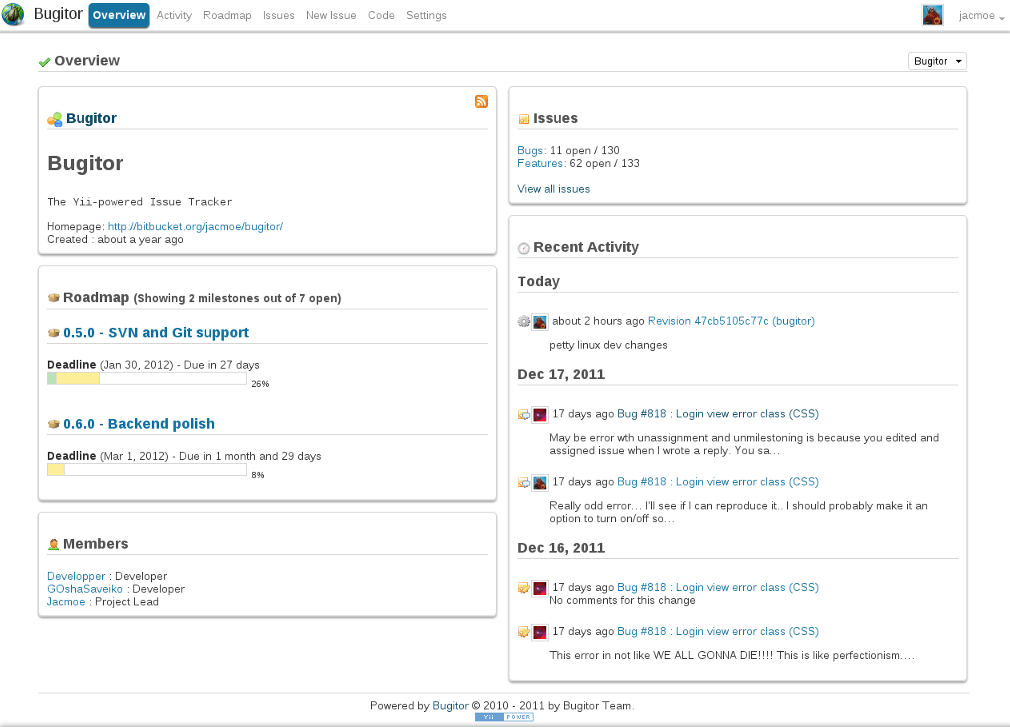 Bugitor Overview Activity Roadmap Issues New Issue Code Settings jacmoe
Overview
Bugitor
Bugitor
Bugitor
The Yii-powered Issue Tracker
Homepage: http://bitbucket.org/jacmoe/bugitor/
Created : about a year ago
Roadmap (Showing 2 milestones out of 7 open)
0.5.0 - SVN and Git support
Deadline (Jan 30, 2012) - Due in 27 days
26%
0.6.0 - Backend polish
Deadline (Mar 1, 2012) - Due in 1 month and 29 days
8%
Members
Developper : Developer
GOshaSaveiko : Developer
Jacmoe : Project Lead
Issues
Bugs: 11 open / 130
Features: 62 open / 133
View all issues
Recent Activity
Today
about 2 hours ago Revision 47cb5105c77c (bugitor)
petty linux dev changes
Dec 17, 2011
17 days ago Bug #818 : Login view error class (CSS)
May be error wth unassignment and unmilestoning is because you edited and
assigned issue when I wrote a reply. You sa...
17 days ago Bug #818 : Login view error class (CSS)
Really odd error... I'll see if I can reproduce it.. I should probably make it an
option to turn on/off so...
Dec 16, 2011
17 days ago Bug #818 : Login view error class (CSS)
No comments for this change
17 days ago Bug #818 : Login view error class (CSS)
This error in not like WE ALL GONNA DIE!!!! This is like perfectionism....
Powered by Bugitor © 2010 - 2011 by Bugitor Team.
Yii POWER